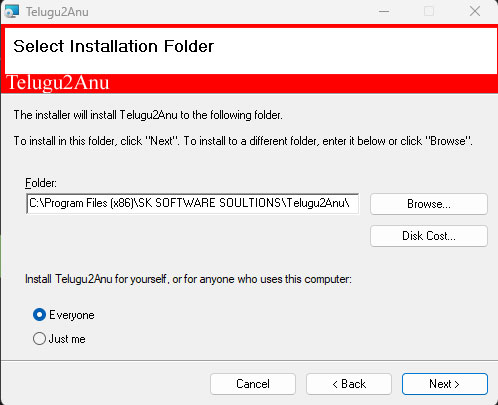 Telugu2Anu
Select Installation Folder
Telugu2Anu
The installer will install Telugu2Anu to the following folder.
To install in this folder, click "Next". To install to a different folder, enter it below or click "Browse".
Folder:
C:\Program Files (x86)\SK SOFTWARE SOULTIONS\Telugu2Anu\
Browse...
Disk Cost...
Install Telugu2Anu for yourself, or for anyone who uses this computer:
Everyone
Just me
Cancel
< Back
Next >